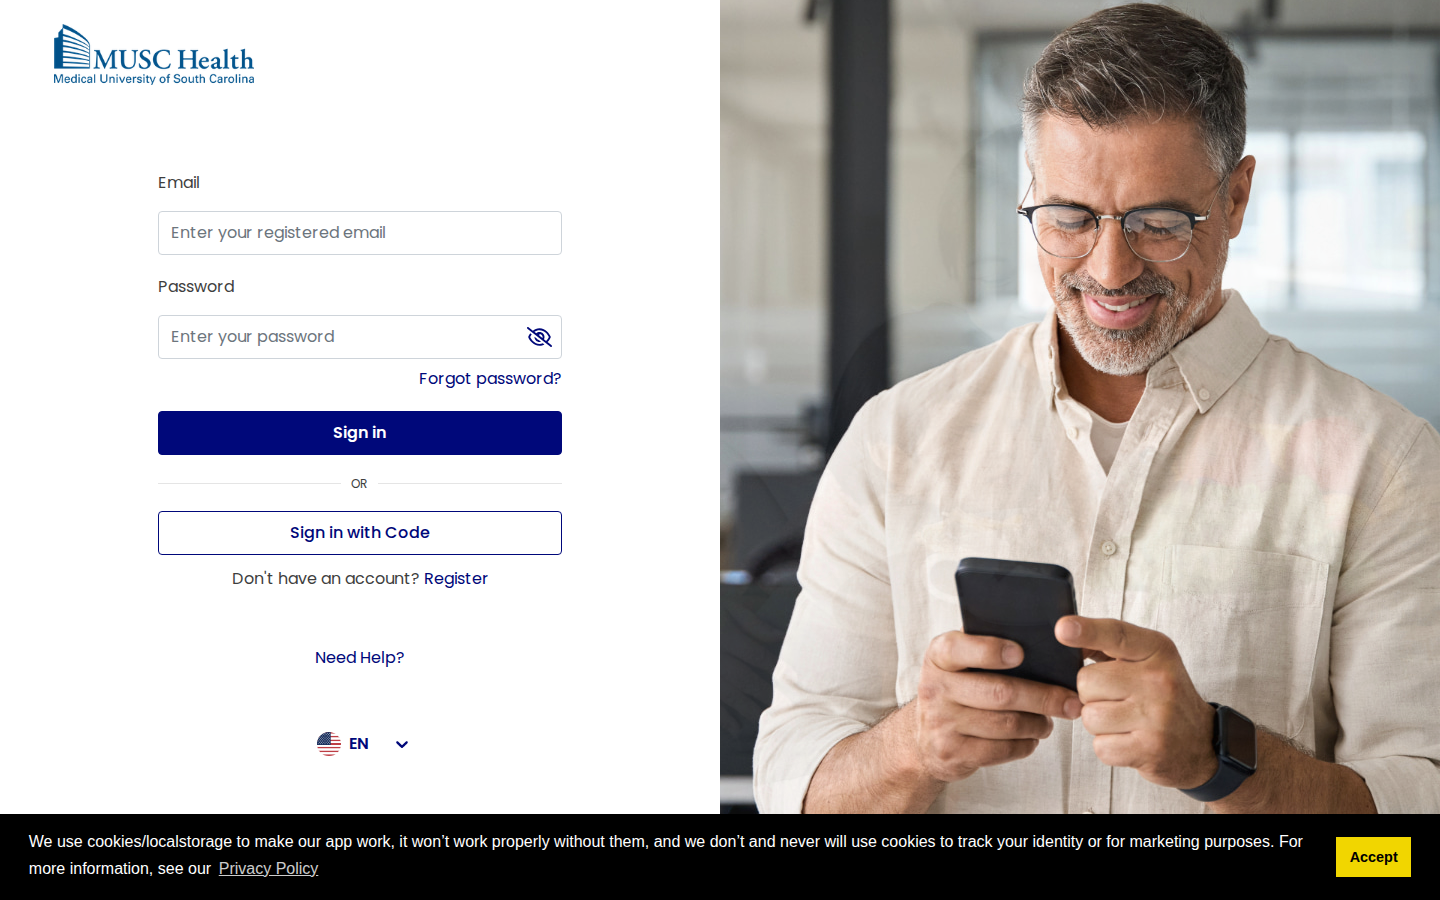 MUSC Health
Medical University of South Carolina
Email
Enter your registered email
Password
Enter your password
Forgot password?
Sign in
OR
Sign in with Code
Don't have an account? Register
Need Help?
EN
We use cookies/localstorage to make our app work, it won’t work properly without them, and we don’t and never will use cookies to track your identity or for marketing purposes. For
more information, see our Privacy Policy
Accept